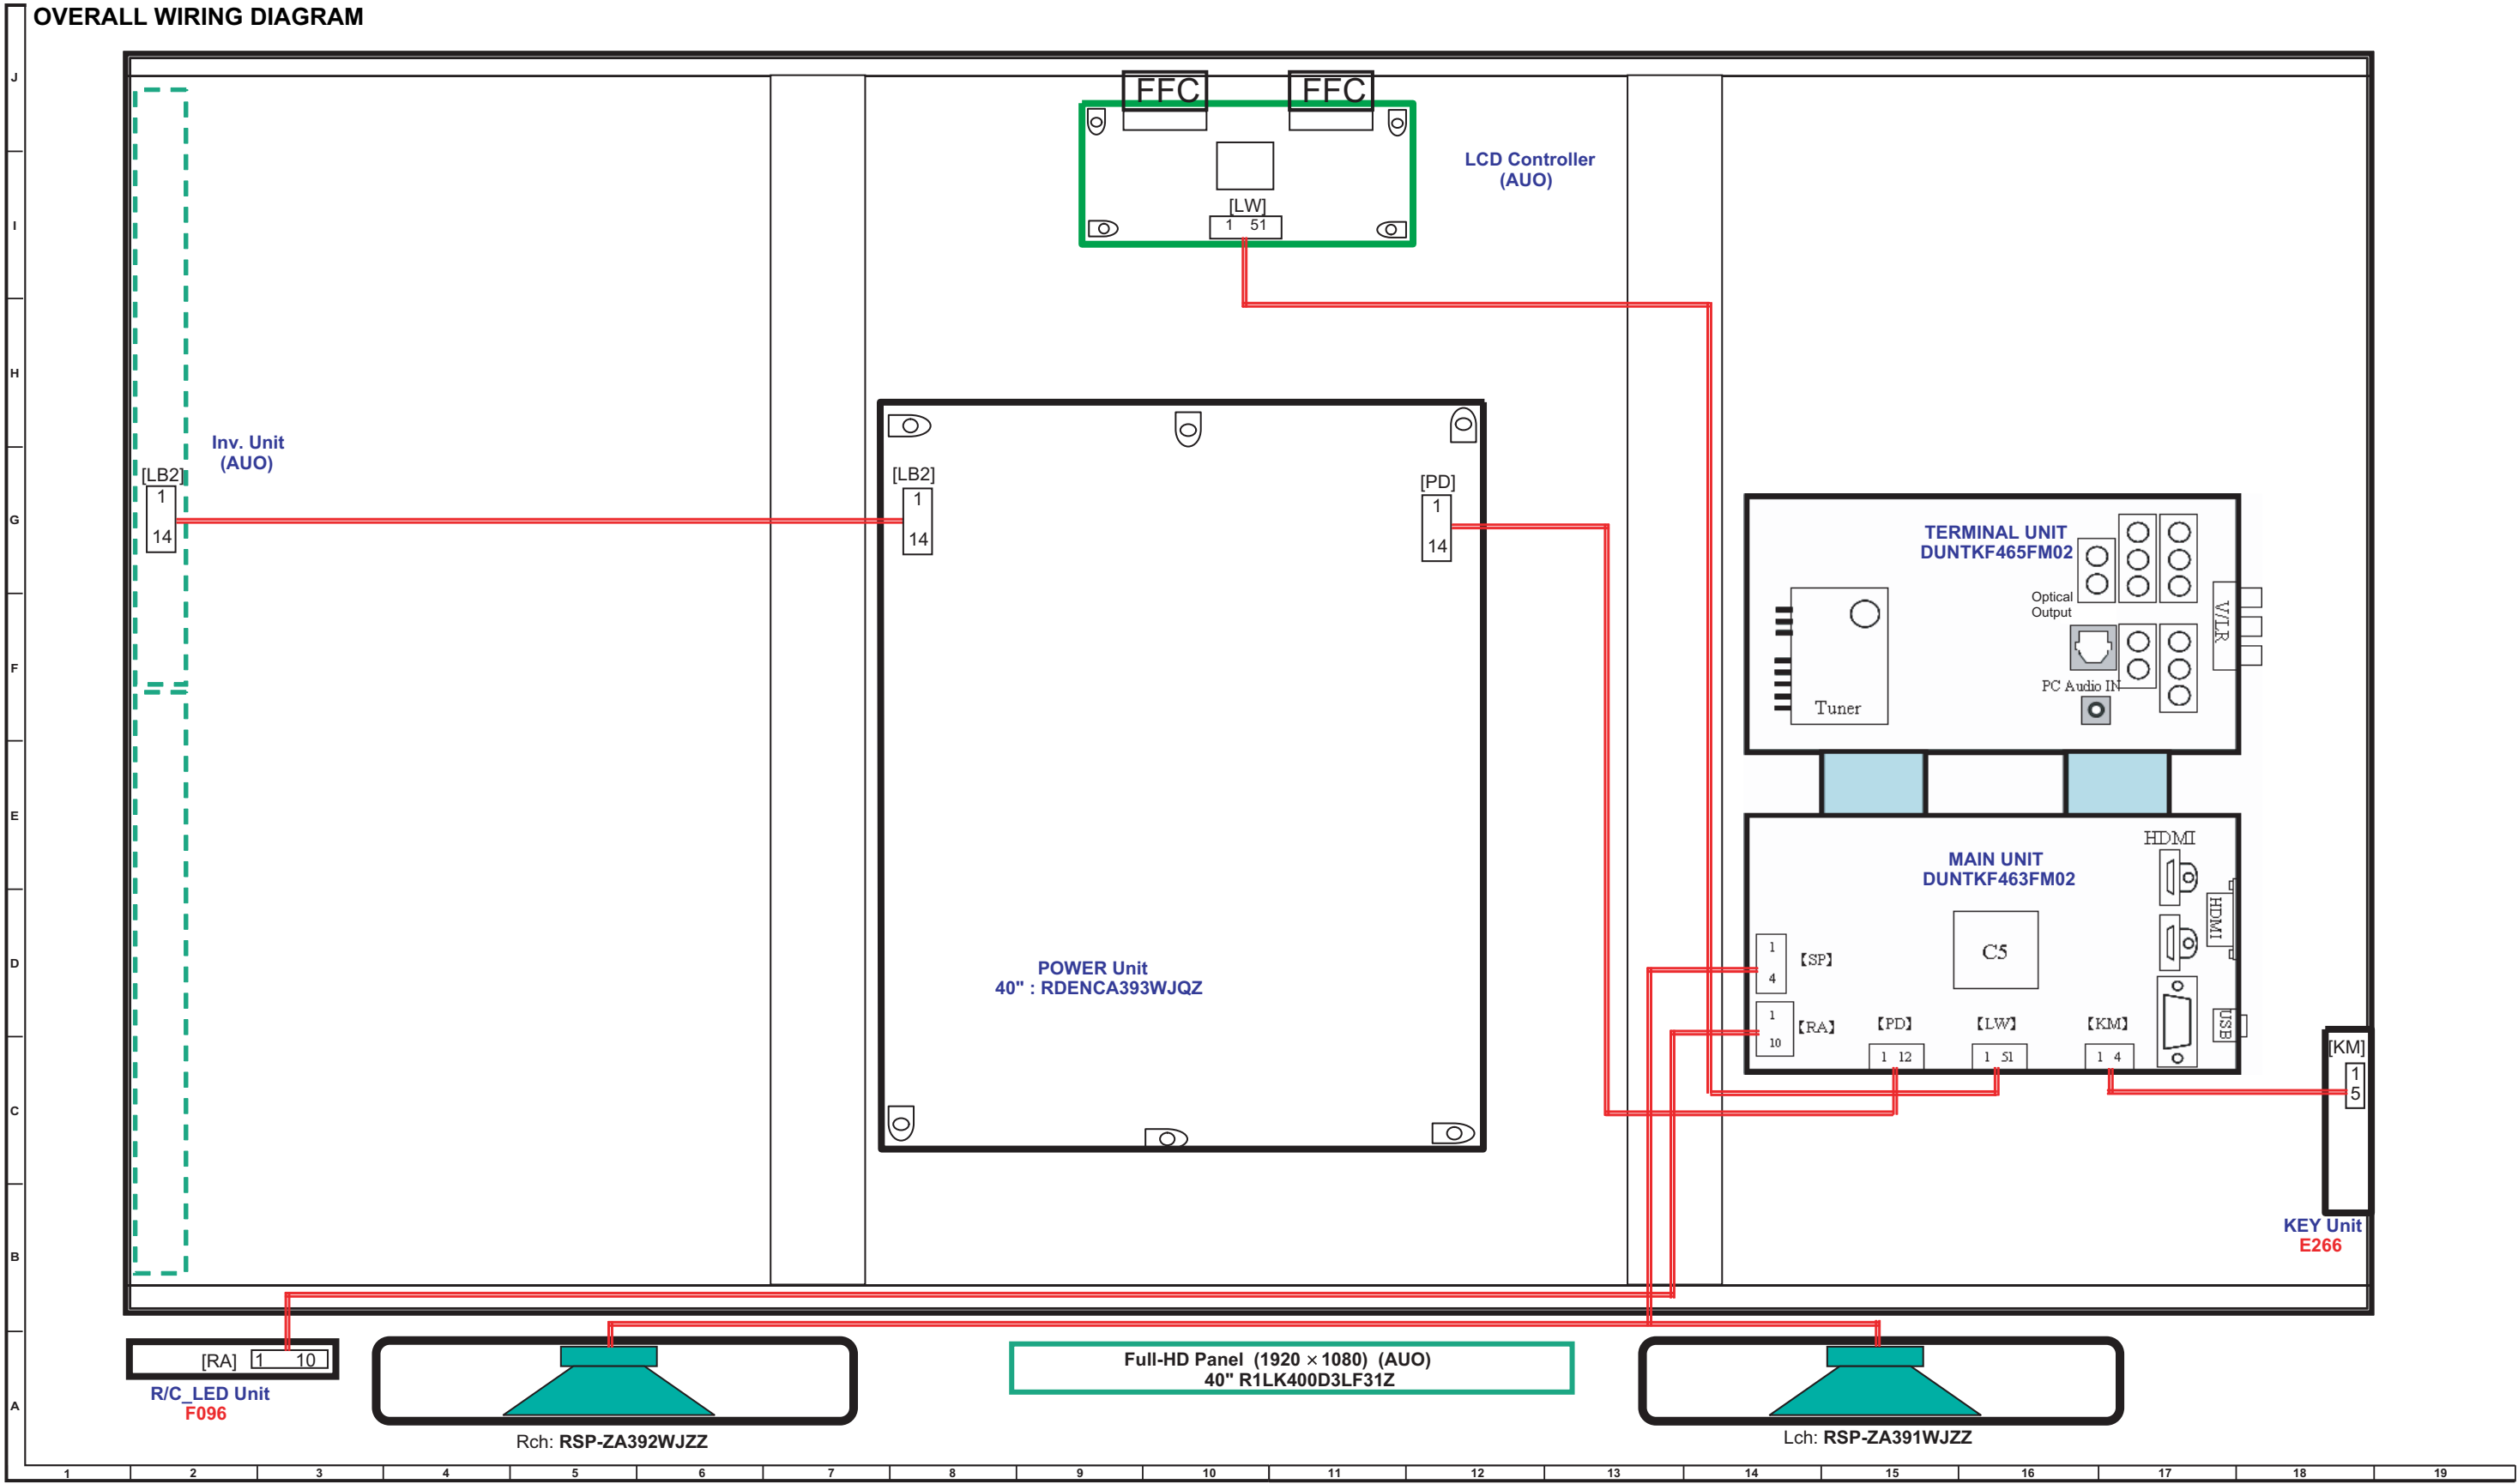 OVERALL WIRING DIAGRAM
J
I
H
G
F
E
D
C
B
A
FFC
FFC
LCD Controller
(AUO)
[LW]
1 51
Inv. Unit
(AUO)
[LB2]
1
14
[LB2]
1
14
[PD]
1
14
TERMINAL UNIT
DUNTKF465FM02
Optical
Output
V/LR
PC Audio IN
Tuner
HDMI
MAIN UNIT
DUNTKF463FM02
HDMI
C5
1
4
【SP】
1
10
【RA】
【PD】
1 12
【LW】
1 51
【KM】
1 4
USB
POWER Unit
40" : RDENCA393WJQZ
[KM]
1
5
KEY Unit
E266
[RA] 1 10
R/C_LED Unit
F096
Rch: RSP-ZA392WJZZ
Full-HD Panel (1920 × 1080) (AUO)
40" R1LK400D3LF31Z
Lch: RSP-ZA391WJZZ
1 2 3 4 5 6 7 8 9 10 11 12 13 14 15 16 17 18 19